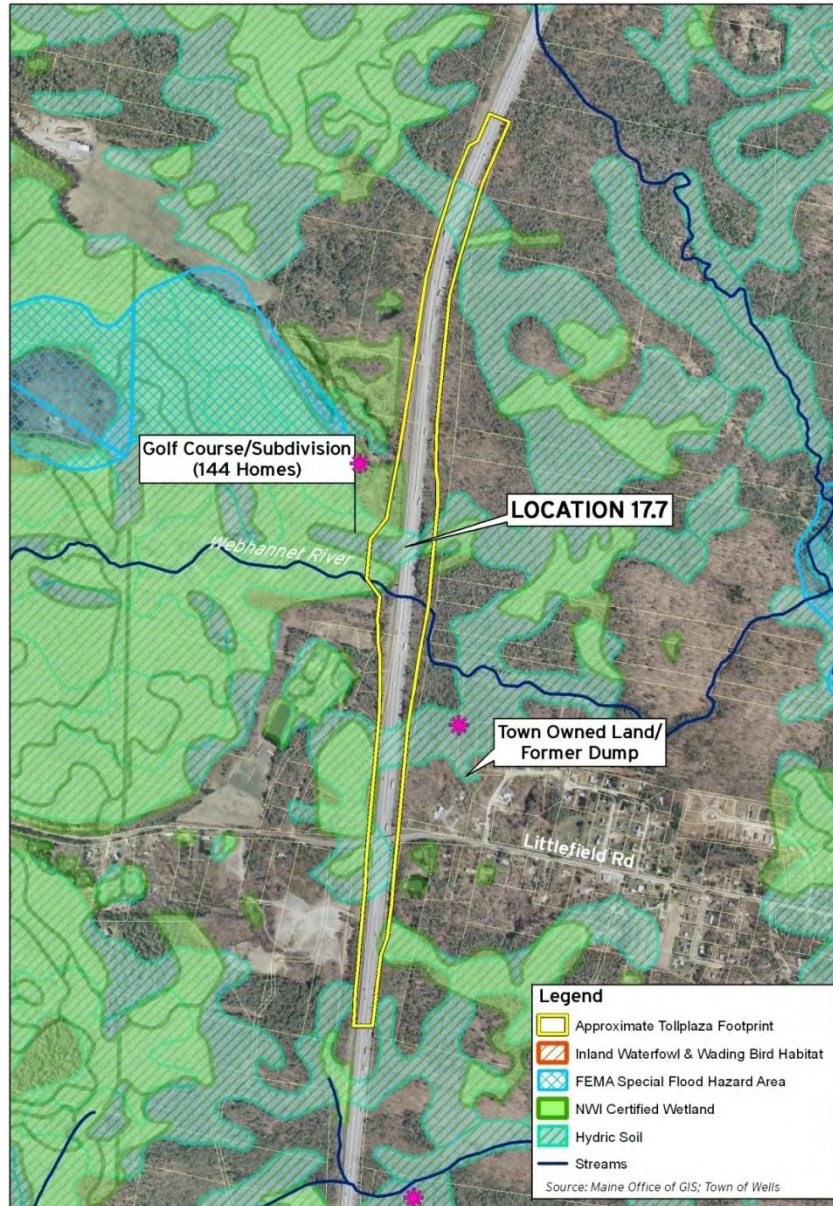 Golf Course/Subdivision
(144 Homes)
LOCATION 17.7
Webhannet River
Town Owned Land/
Former Dump
Littlefield Rd
Legend
Approximate Tollplaza Footprint
Inland Waterfowl & Wading Bird Habitat
FEMA Special Flood Hazard Area
NWI Certified Wetland
Hydric Soil
Streams
Source: Maine Office of GIS; Town of Wells